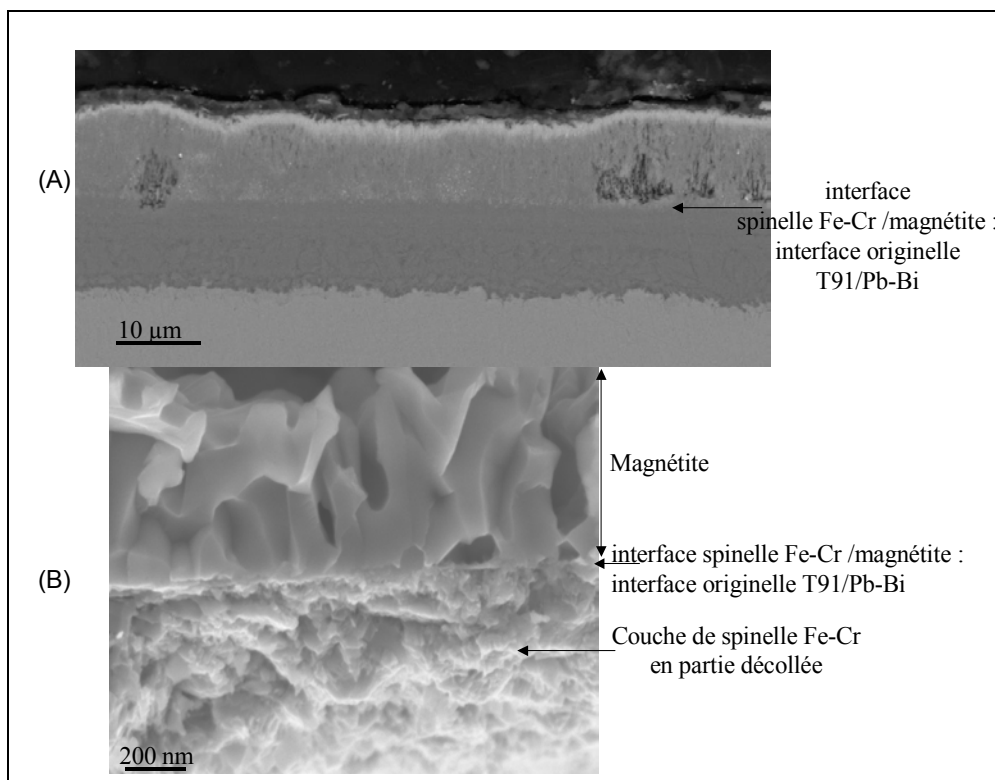 (A)
interface
spinelle Fe-Cr /magnétite :
interface originelle
T91/Pb-Bi
10 µm
Magnétite
interface spinelle Fe-Cr /magnétite :
interface originelle T91/Pb-Bi
(B)
Couche de spinelle Fe-Cr
en partie décollée
200 nm